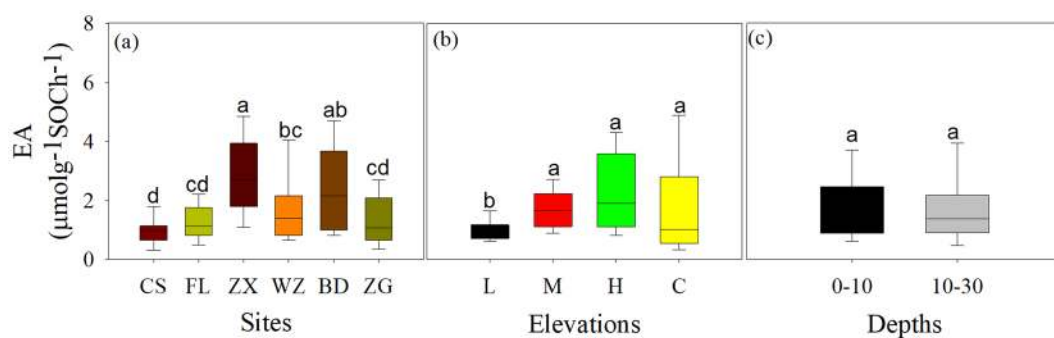 EA
(μmolg-1SOCh-1)
8
6
4
2
0
(a)
d
cd
a
bc
ab
cd
CS FL ZX WZ BD ZG
Sites
(b)
b
a
a
a
L M H C
Elevations
(c)
a
a
0-10 10-30
Depths